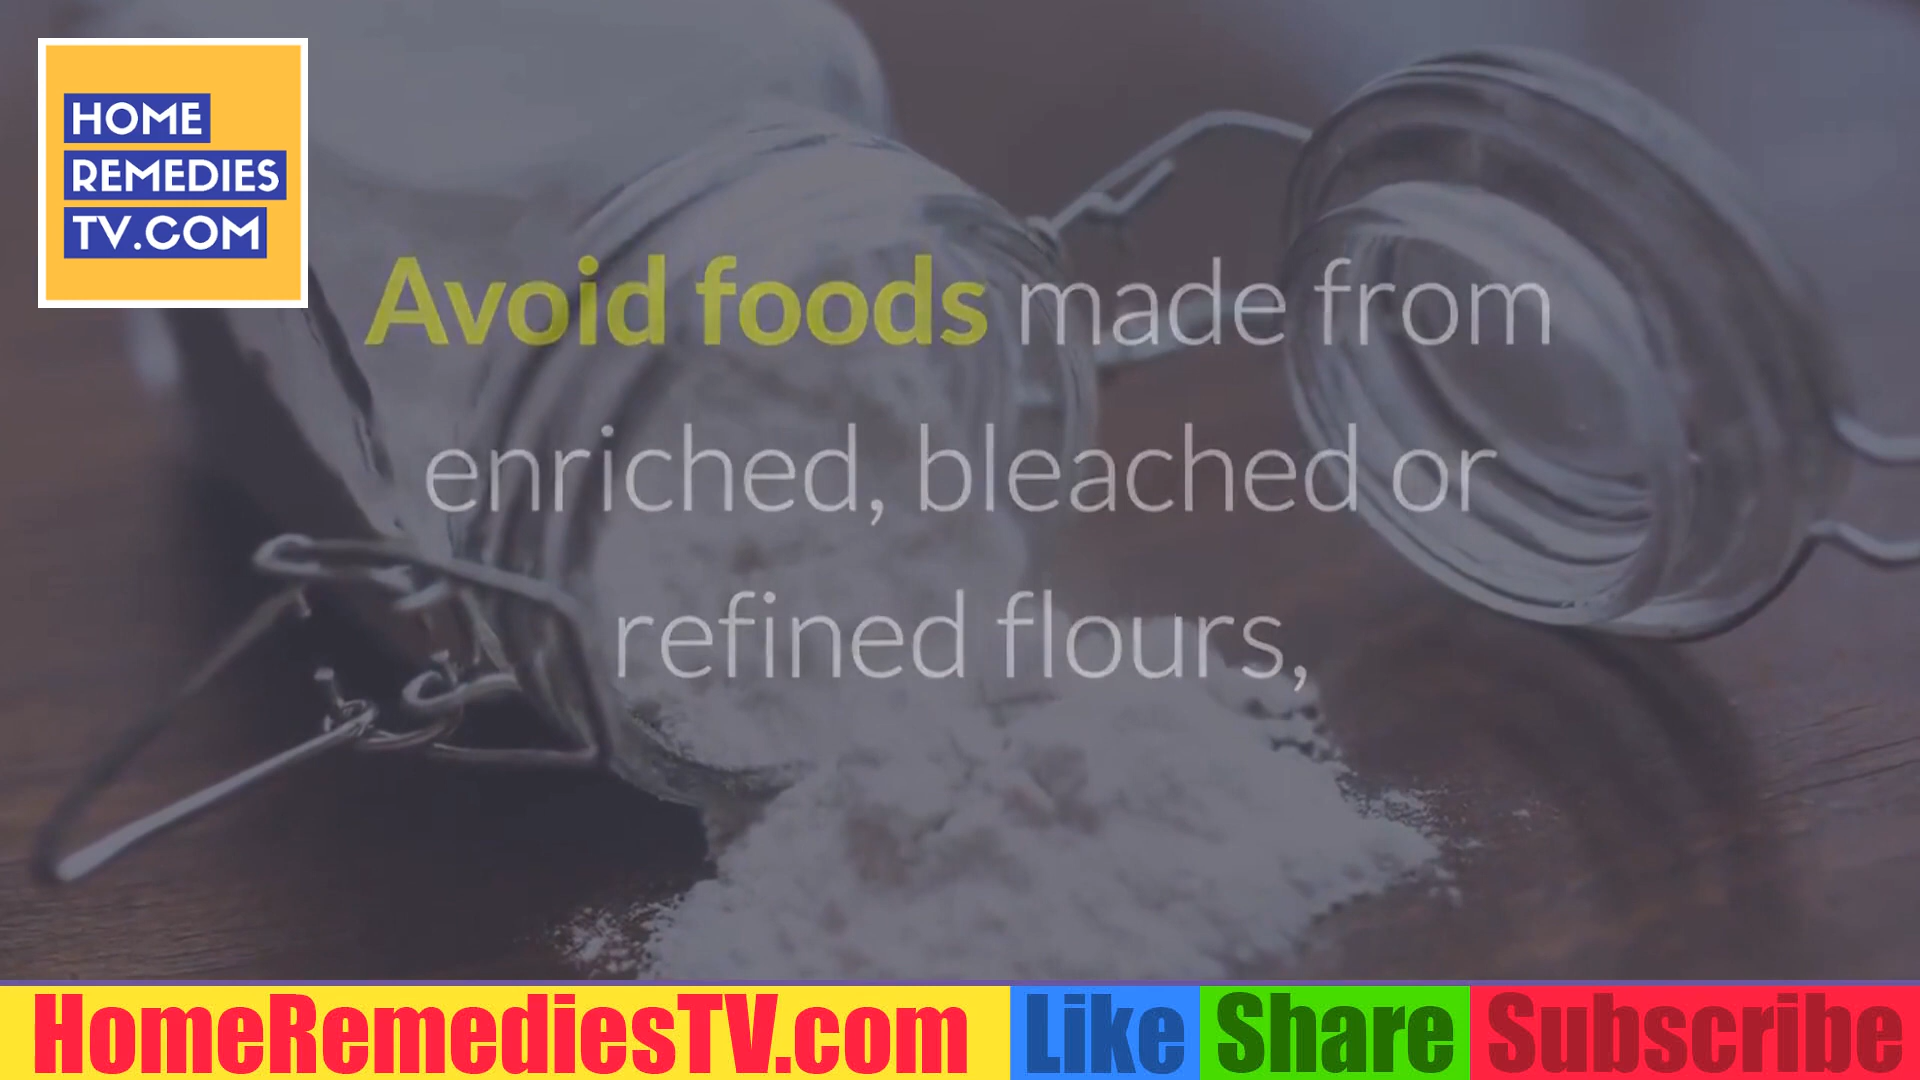 HOME
REMEDIES
TV.COM
Avoid foods made from
enriched, bleached or
refined flours,
HomeRemediesTV.com Like Share Subscribe